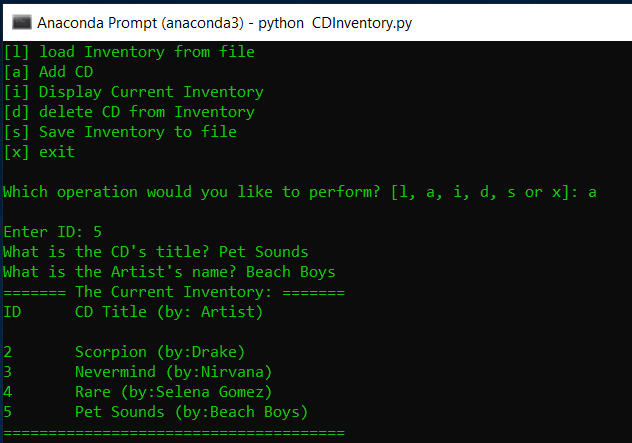 Anaconda Prompt (anaconda3) - python  CDInventory.py
[l] load Inventory from file
[a] Add CD
[i] Display Current Inventory
[d] delete CD from Inventory
[s] Save Inventory to file
[x] exit
Which operation would you like to perform? [l, a, i, d, s or x]: a
Enter ID: 5
What is the CD's title? Pet Sounds
What is the Artist's name? Beach Boys
======= The Current Inventory: =======
ID      CD Title (by: Artist)
2       Scorpion (by:Drake)
3       Nevermind (by:Nirvana)
4       Rare (by:Selena Gomez)
5       Pet Sounds (by:Beach Boys)
======================================